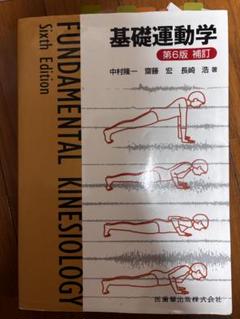 基礎運動学
第6版 補訂
中村隆一 齋藤 宏 長崎 浩 著
FUNDAMENTAL KINESIOLOGY
Sixth Edition
医歯薬出版株式会社